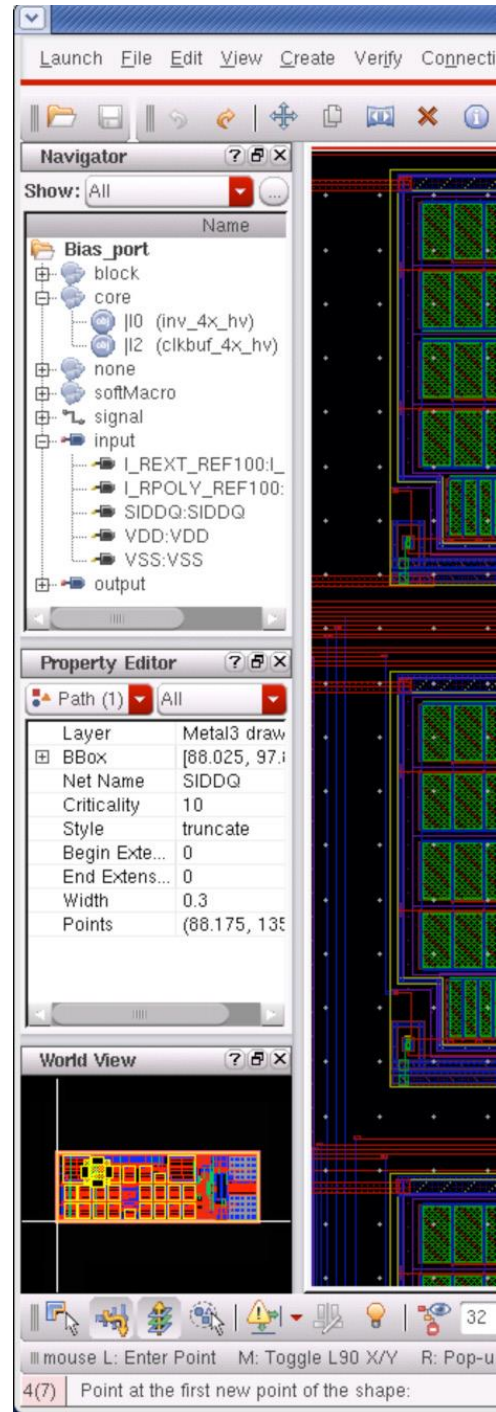 Launch File Edit View Create Verify Connecti
Navigator
Show: All
Name
Bias_port
block
core
|I0 (inv_4x_hv)
|I2 (clkbuf_4x_hv)
none
softMacro
signal
input
I_REXT_REF100:I_
I_RPOLY_REF100:
SIDDQ:SIDDQ
VDD:VDD
VSS:VSS
output
Property Editor
Path (1) All
Layer Metal3 draw
BBox [88.025, 97.8
Net Name SIDDQ
Criticality 10
Style truncate
Begin Exte... 0
End Extens... 0
Width 0.3
Points (88.175, 135
World View
32
mouse L: Enter Point M: Toggle L90 X/Y R: Pop-u
4(7) Point at the first new point of the shape: